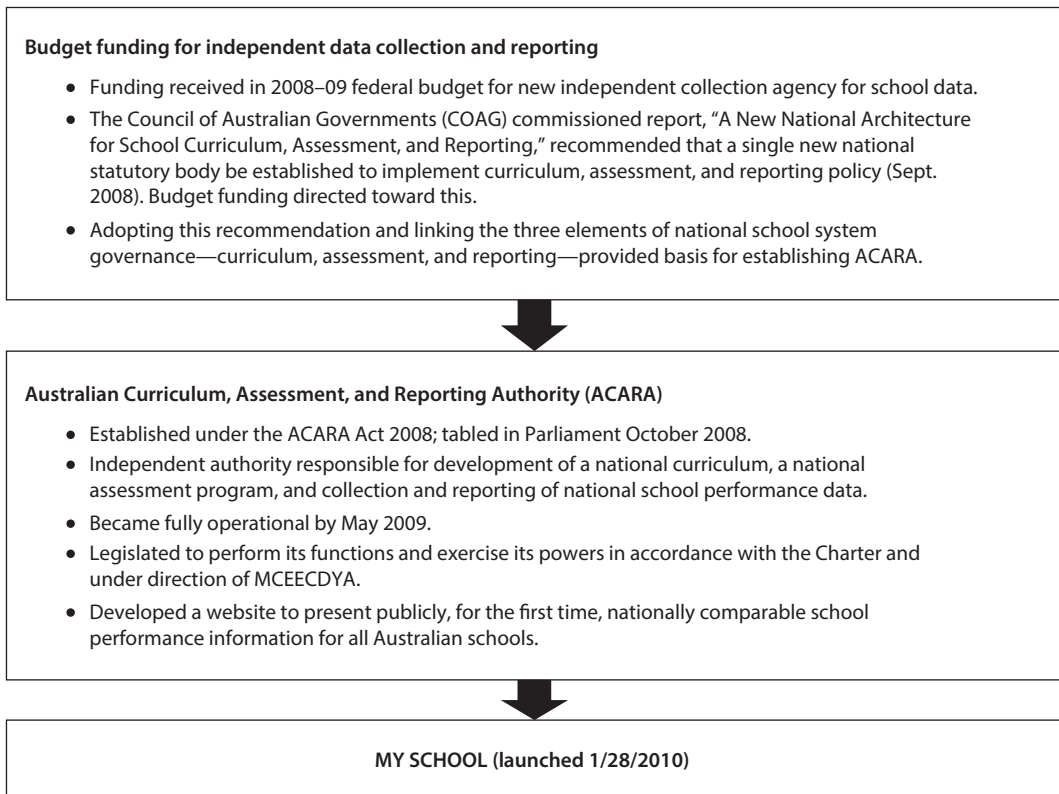 Budget funding for independent data collection and reporting
• Funding received in 2008–09 federal budget for new independent collection agency for school data.
• The Council of Australian Governments (COAG) commissioned report, “A New National Architecture
for School Curriculum, Assessment, and Reporting,” recommended that a single new national
statutory body be established to implement curriculum, assessment, and reporting policy (Sept.
2008). Budget funding directed toward this.
• Adopting this recommendation and linking the three elements of national school system
governance—curriculum, assessment, and reporting—provided basis for establishing ACARA.
Australian Curriculum, Assessment, and Reporting Authority (ACARA)
• Established under the ACARA Act 2008; tabled in Parliament October 2008.
• Independent authority responsible for development of a national curriculum, a national
assessment program, and collection and reporting of national school performance data.
• Became fully operational by May 2009.
• Legislated to perform its functions and exercise its powers in accordance with the Charter and
under direction of MCEECDYA.
• Developed a website to present publicly, for the first time, nationally comparable school
performance information for all Australian schools.
MY SCHOOL (launched 1/28/2010)